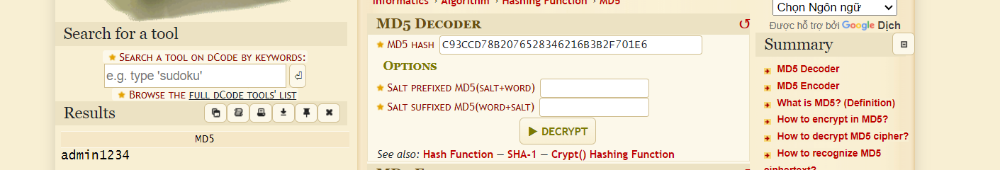 Informatics › Algorithm › Hashing Function › MD5
Chọn Ngôn ngữ
Được hỗ trợ bởi Google Dịch
Search for a tool
SEARCH A TOOL ON DCODE BY KEYWORDS:
e.g. type 'sudoku'
BROWSE THE FULL DCODE TOOLS' LIST
Results
MD5
admin1234
MD5 DECODER
MD5 HASH C93CCD78B2076528346216B3B2F701E6
OPTIONS
SALT PREFIXED MD5(SALT+WORD)
SALT SUFFIXED MD5(WORD+SALT)
▶ DECRYPT
See also: Hash Function — SHA-1 — Crypt() Hashing Function
Summary
MD5 Decoder
MD5 Encoder
What is MD5? (Definition)
How to encrypt in MD5?
How to decrypt MD5 cipher?
How to recognize MD5
ciphertext?